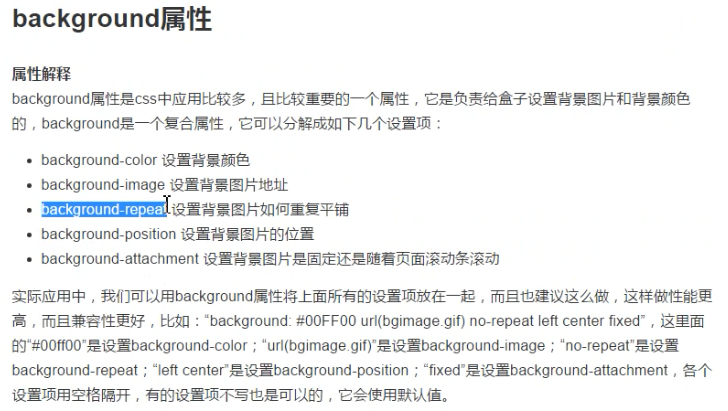 background属性
属性解释
background属性是css中应用比较多，且比较重要的一个属性，它是负责给盒子设置背景图片和背景颜色
的，background是一个复合属性，它可以分解成如下几个设置项：
• background-color 设置背景颜色
• background-image 设置背景图片地址
• background-repeat 设置背景图片如何重复平铺
• background-position 设置背景图片的位置
• background-attachment 设置背景图片是固定还是随着页面滚动条滚动
实际应用中，我们可以用background属性将上面所有的设置项放在一起，而且也建议这么做，这样做性能更
高，而且兼容性更好，比如：“background: #00FF00 url(bgimage.gif) no-repeat left center fixed”，这里面
的“#00ff00”是设置background-color；“url(bgimage.gif)”是设置background-image；“no-repeat”是设置
background-repeat；“left center”是设置background-position；“fixed”是设置background-attachment，各个
设置项用空格隔开，有的设置项不写也是可以的，它会使用默认值。